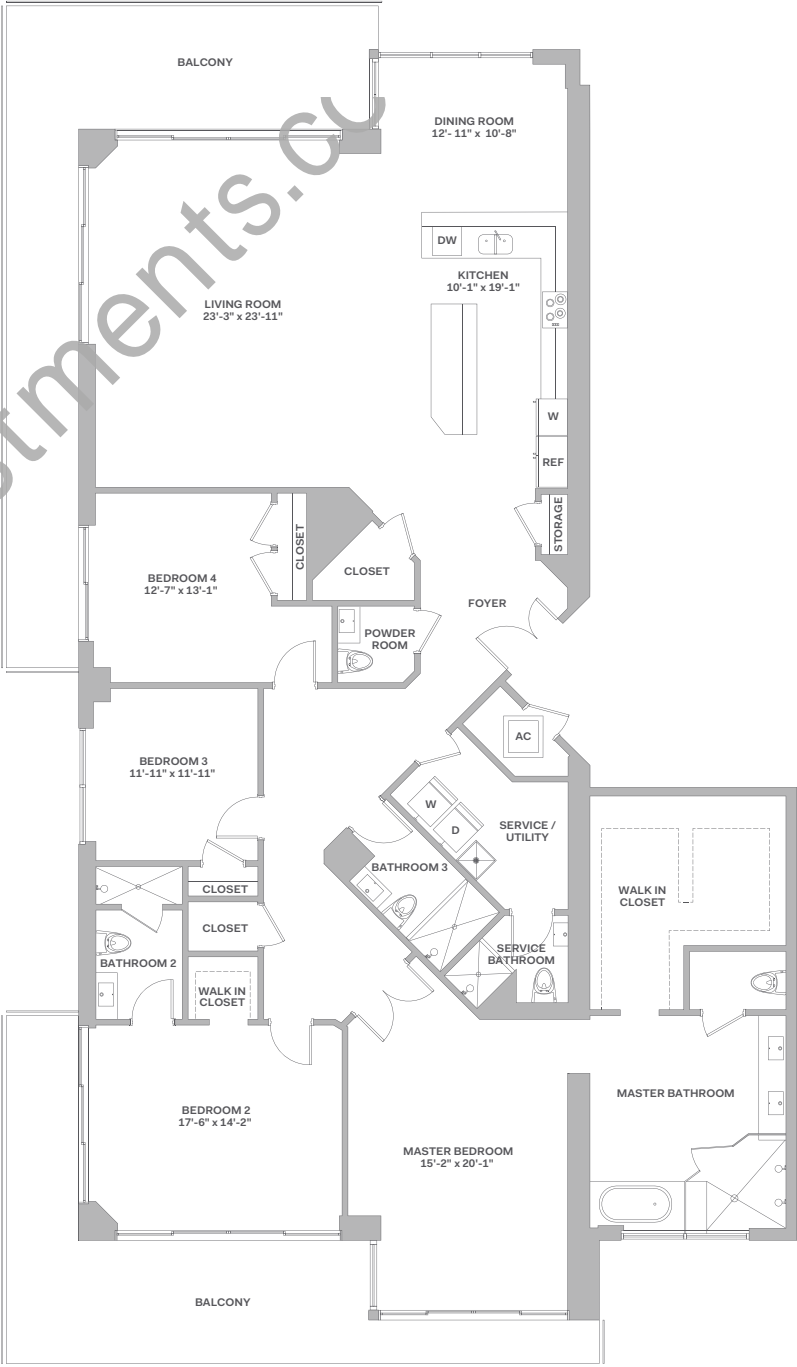 BALCONY
DINING ROOM
12'- 11" x 10'-8"
DW
KITCHEN
10'-1" x 19'-1"
LIVING ROOM
23'-3" x 23'-11"
W
REF
STORAGE
CLOSET
BEDROOM 4
12'-7" x 13'-1"
CLOSET
FOYER
POWDER
ROOM
AC
BEDROOM 3
11'-11" x 11'-11"
W
D
SERVICE /
UTILITY
BATHROOM 3
CLOSET
WALK IN
CLOSET
CLOSET
SERVICE
BATHROOM
BATHROOM 2
WALK IN
CLOSET
MASTER BATHROOM
BEDROOM 2
17'-6" x 14'-2"
MASTER BEDROOM
15'-2" x 20'-1"
BALCONY